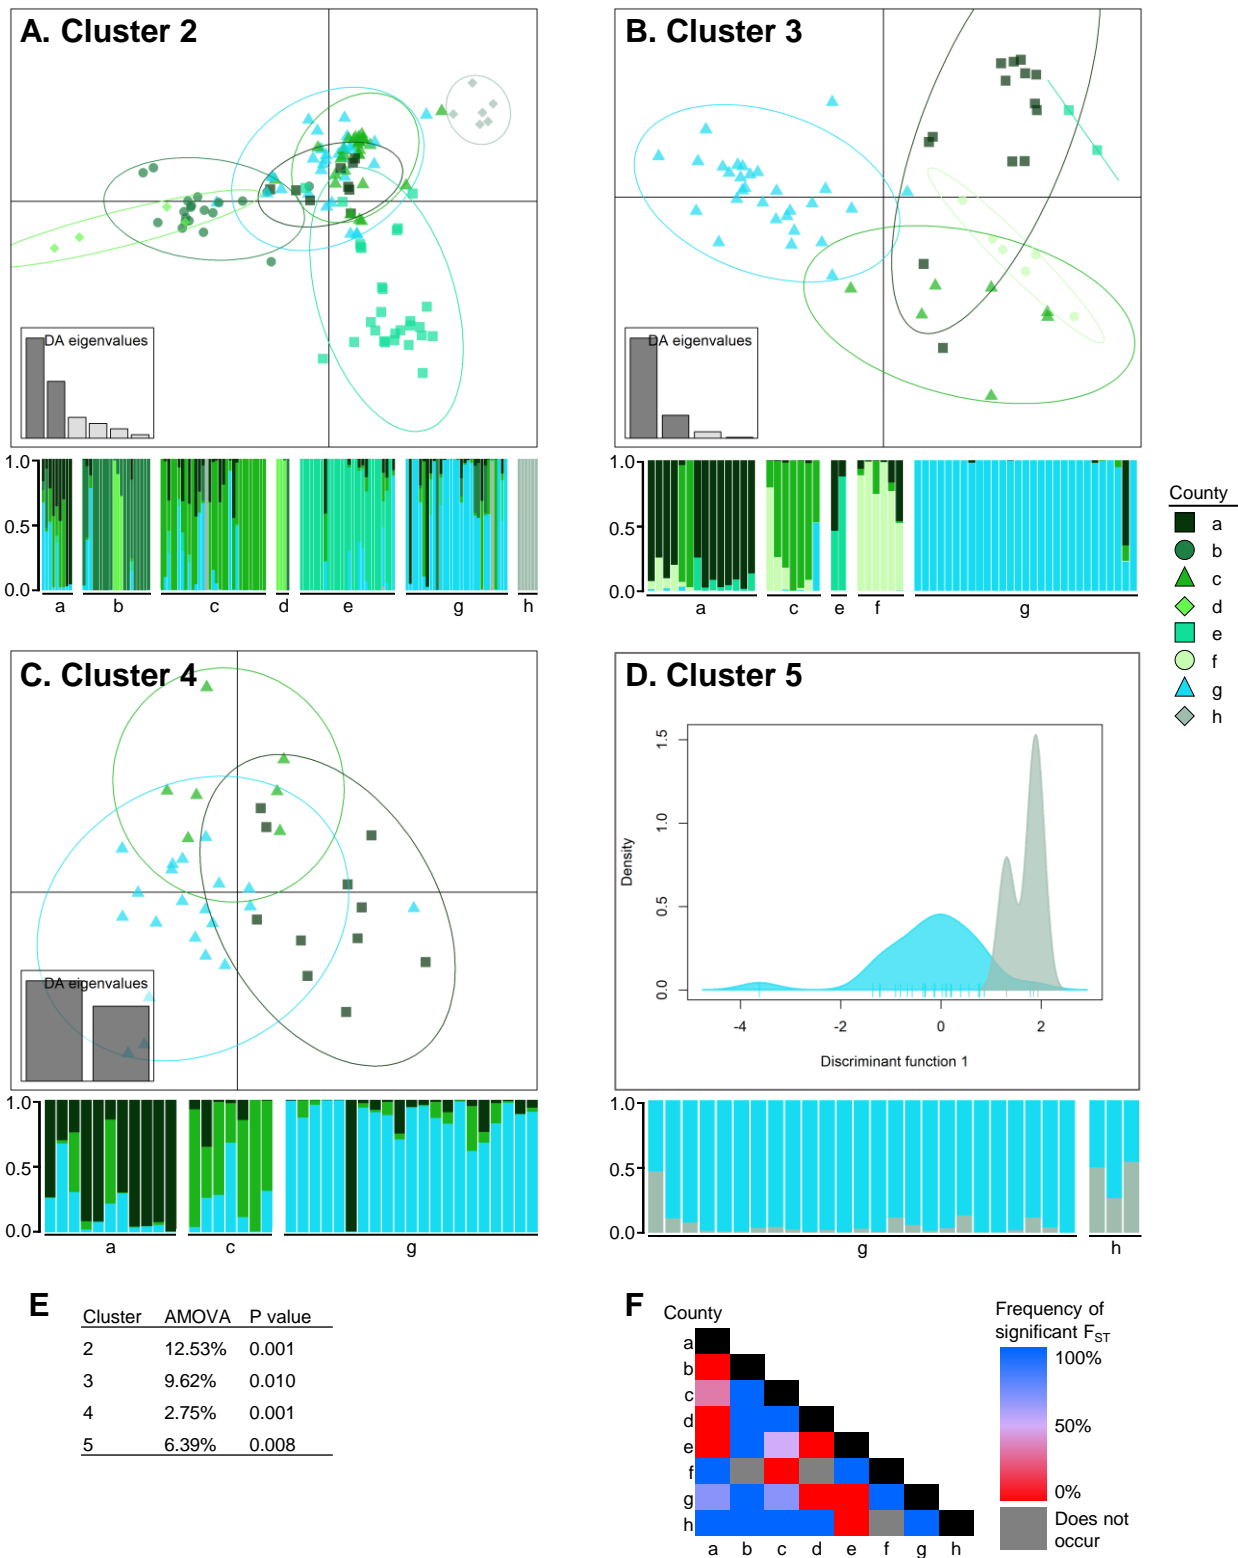 A. Cluster 2
DA eigenvalues
1.0
0.5
0.0
a b c d e g h
B. Cluster 3
DA eigenvalues
1.0
0.5
0.0
a c e f g
County
a
b
c
d
e
f
g
h
C. Cluster 4
DA eigenvalues
1.0
0.5
0.0
a c g
D. Cluster 5
Density
1.5
1.0
0.5
0.0
-4 -2 0 2
Discriminant function 1
1.0
0.5
0.0
g h
E
Cluster AMOVA P value
2 12.53% 0.001
3 9.62% 0.010
4 2.75% 0.001
5 6.39% 0.008
F
County
a
b
c
d
e
f
g
h
a b c d e f g h
Frequency of
significant FST
100%
50%
0%
Does not
occur